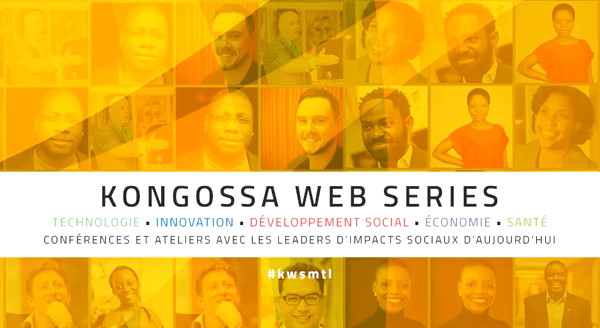 KONGOSSA WEB SERIES
TECHNOLOGIE • INNOVATION • DÉVELOPPEMENT SOCIAL • ÉCONOMIE • SANTÉ
CONFÉRENCES ET ATELIERS AVEC LES LEADERS D'IMPACTS SOCIAUX D'AUJOURD'HUI
#kwsmtl